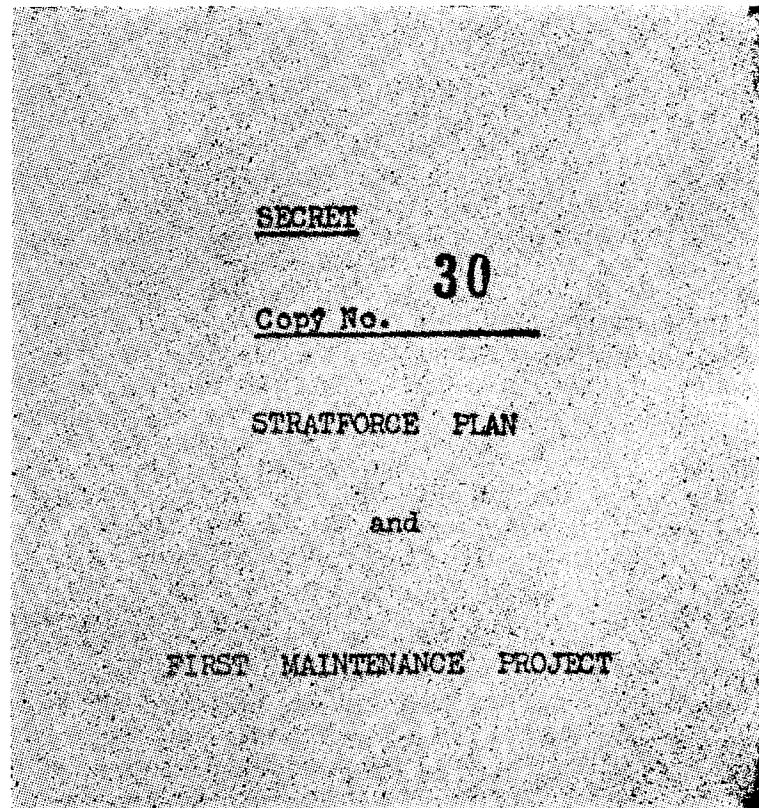 SECRET
30
Copy No.
STRATFORCE PLAN
and
FIRST MAINTENANCE PROJECT